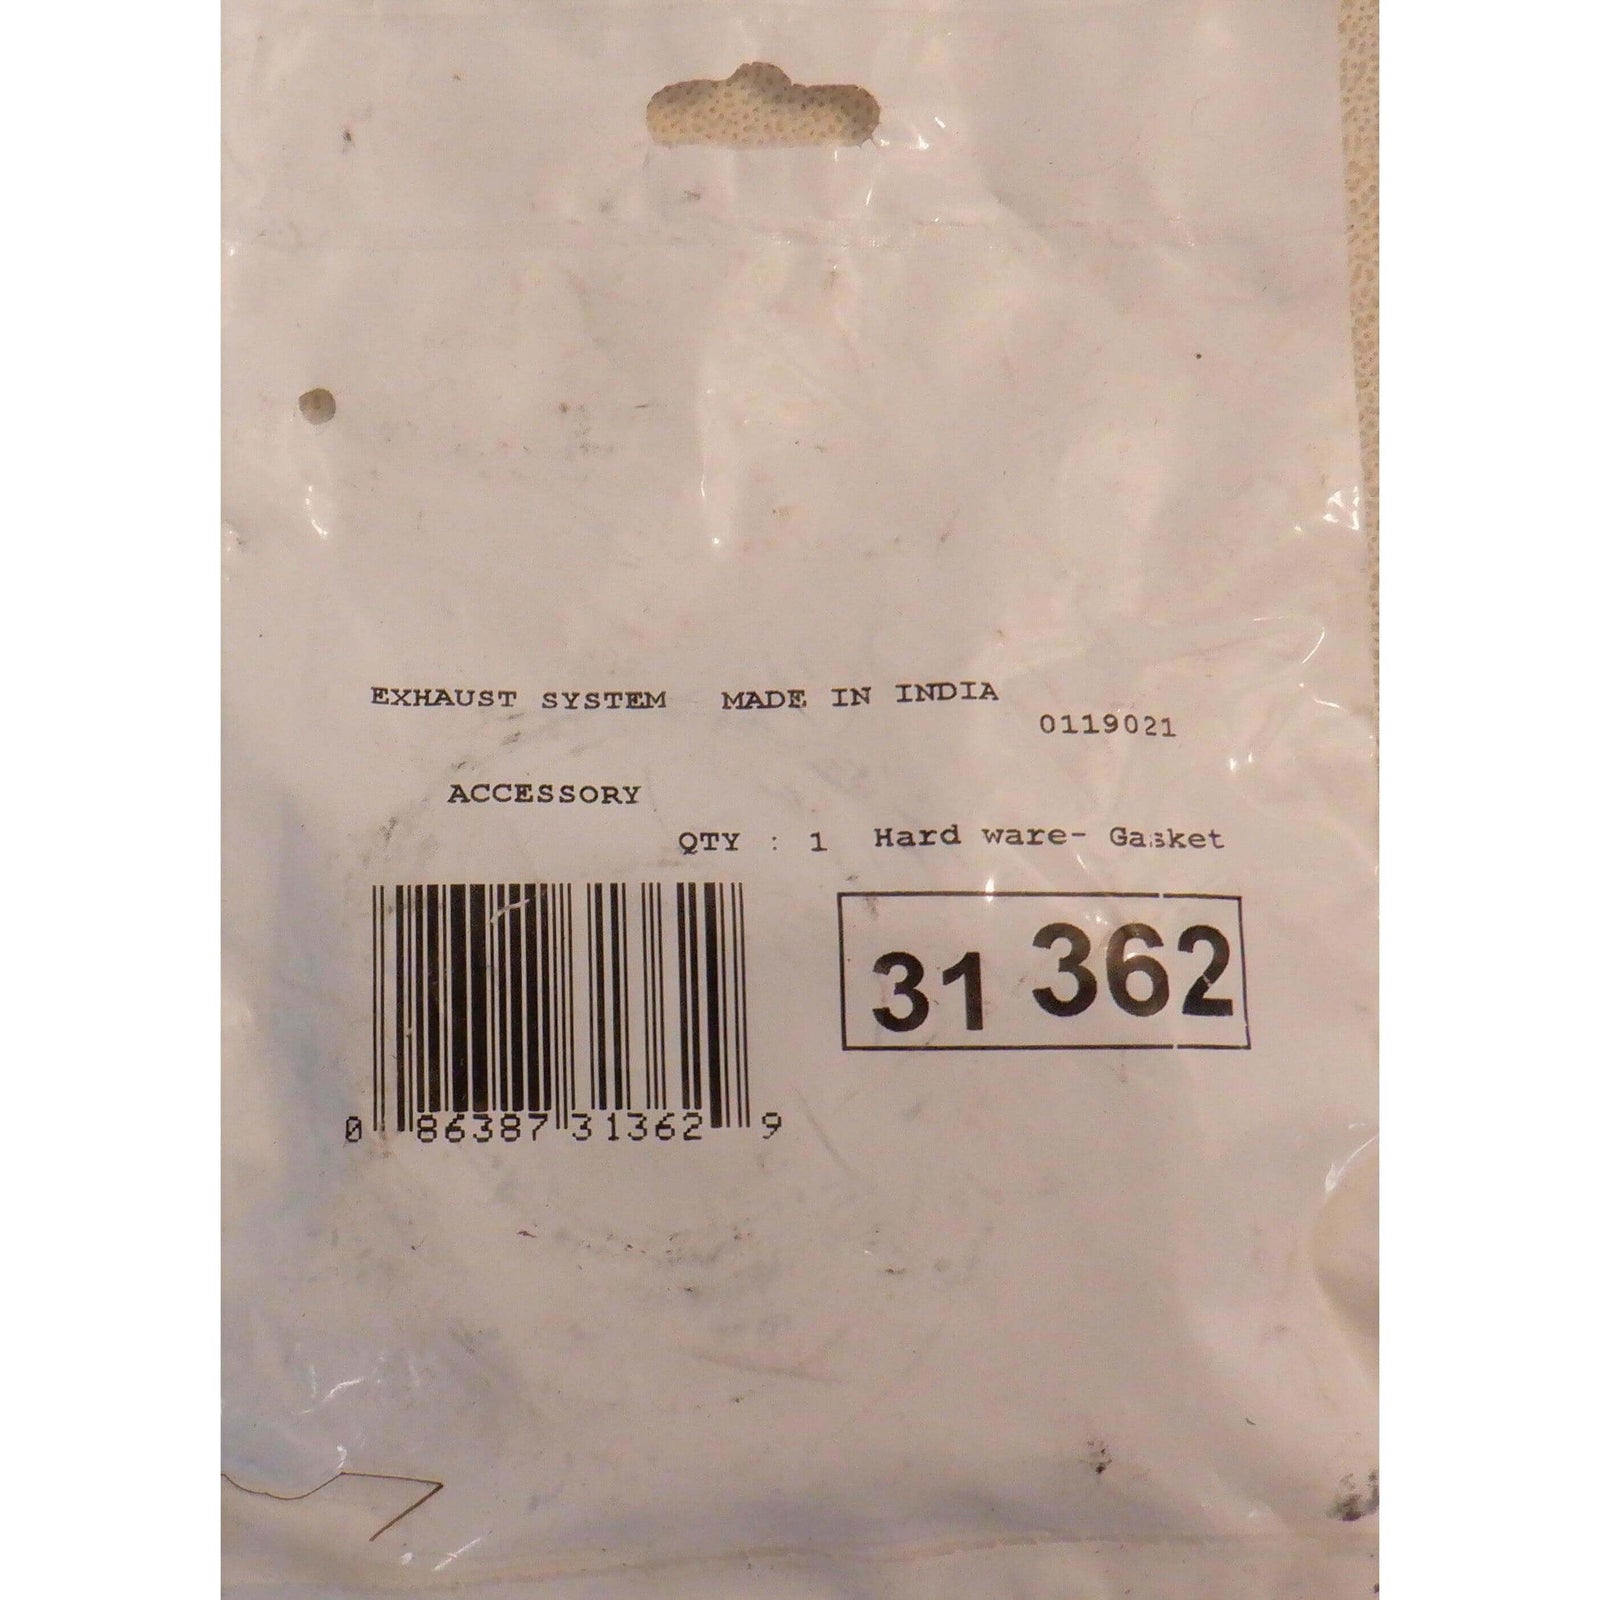 EXHAUST SYSTEM MADE IN INDIA
0119021
ACCESSORY
QTY : 1 Hard ware- Gasket
31 362
0 86387 31362 9